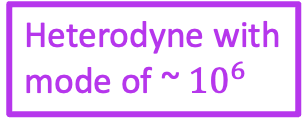 Heterodyne with
mode of ~ 10⁶